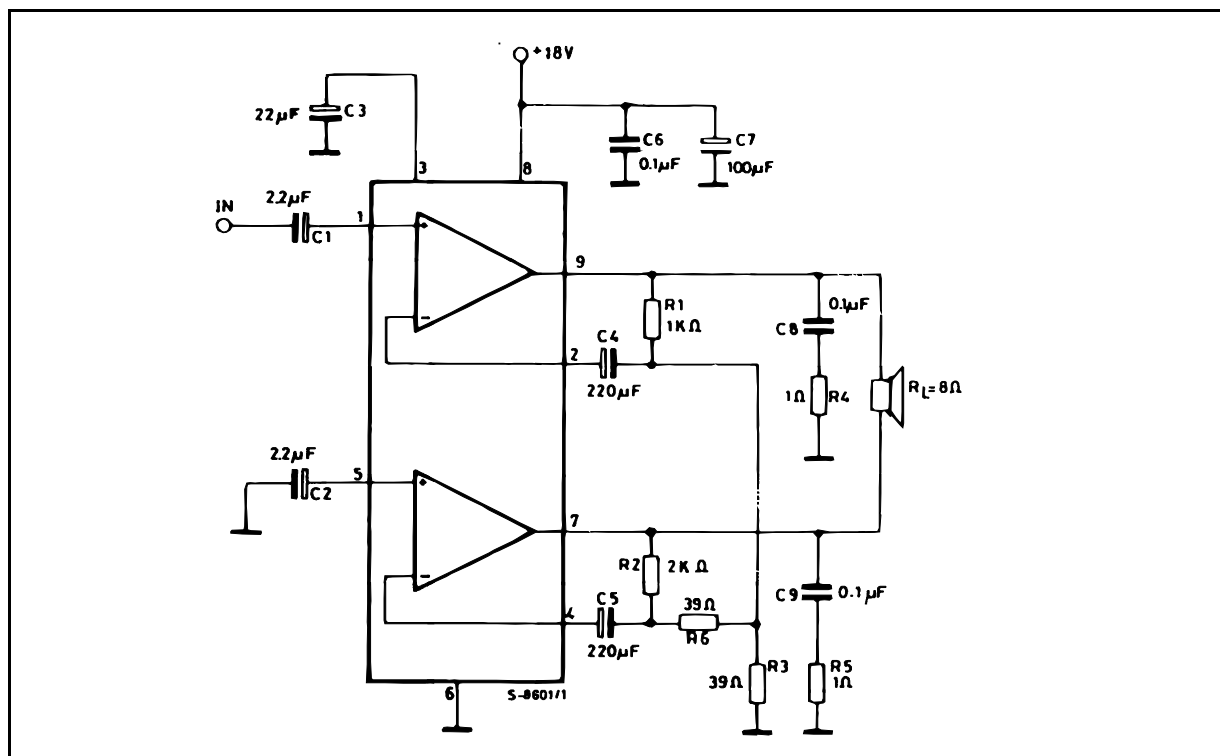 +18V
22µF C3
C6
0.1µF
C7
100µF
3
8
IN
2.2µF
C1
1
+
9
R1
1KΩ
0.1µF
C8
-
C4
2
220µF
1Ω R4
RL=8Ω
2.2µF
C2
5
+
7
R2 2KΩ
C9 0.1µF
-
C5
4
220µF
39Ω
R6
R3
39Ω
R5
1Ω
6
S-8601/1